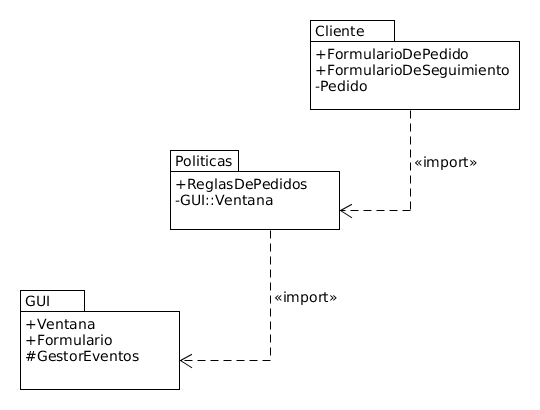 Cliente
+FormularioDePedido
+FormularioDeSeguimiento
-Pedido
«import»
Politicas
+ReglasDePedidos
-GUI::Ventana
«import»
GUI
+Ventana
+Formulario
#GestorEventos